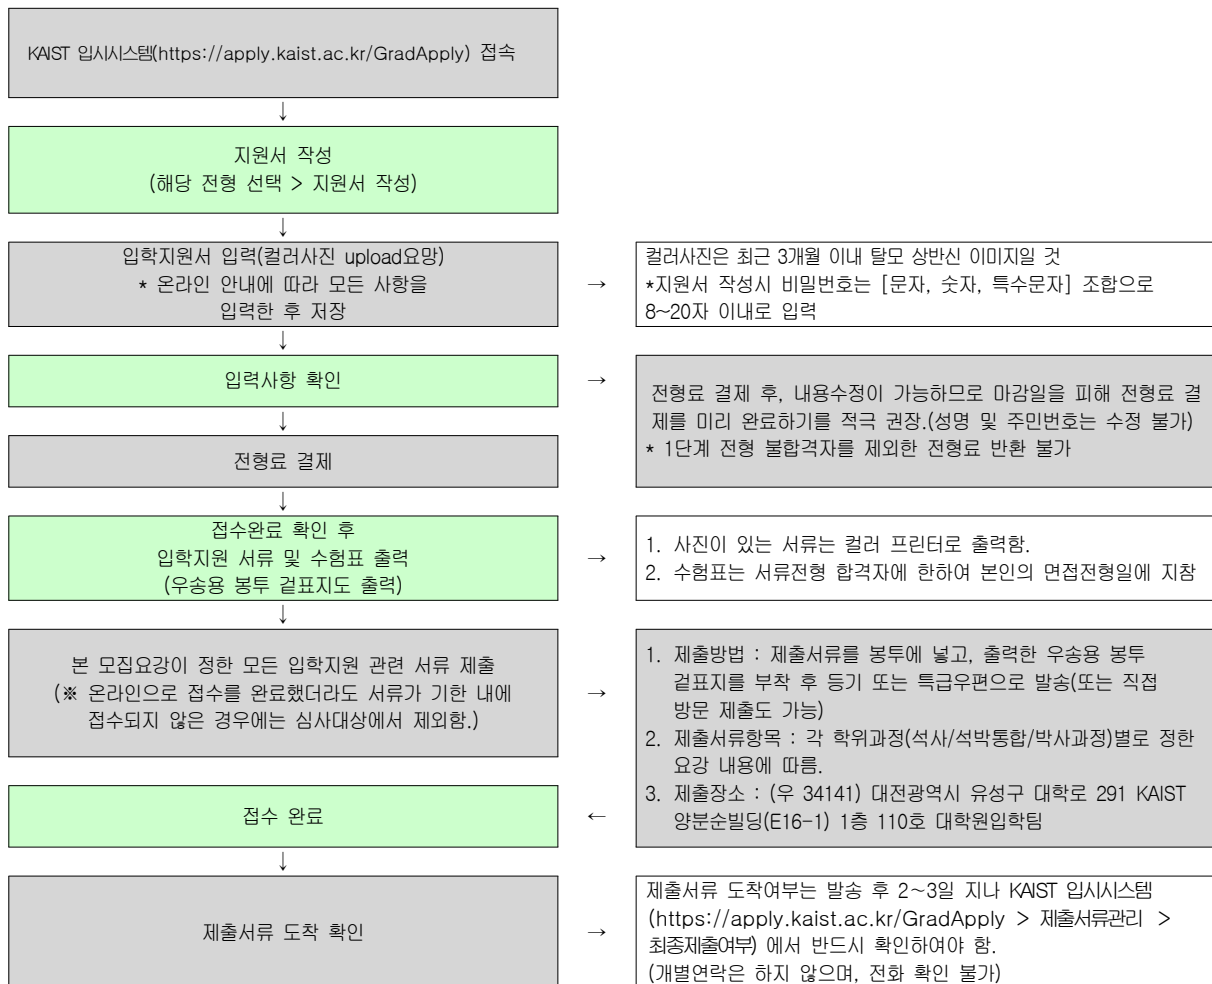 KAIST 입시시스템(https://apply.kaist.ac.kr/GradApply) 접속
↓
지원서 작성
(해당 전형 선택 > 지원서 작성)
↓
입학지원서 입력(컬러사진 upload요망)
* 온라인 안내에 따라 모든 사항을
입력한 후 저장
→
컬러사진은 최근 3개월 이내 탈모 상반신 이미지일 것
*지원서 작성시 비밀번호는 [문자, 숫자, 특수문자] 조합으로
8~20자 이내로 입력
↓
입력사항 확인
→
전형료 결제 후, 내용수정이 가능하므로 마감일을 피해 전형료 결
제를 미리 완료하기를 적극 권장.(성명 및 주민번호는 수정 불가)
* 1단계 전형 불합격자를 제외한 전형료 반환 불가
↓
전형료 결제
↓
접수완료 확인 후
입학지원 서류 및 수험표 출력
(우송용 봉투 겉표지도 출력)
→
1. 사진이 있는 서류는 컬러 프린터로 출력함.
2. 수험표는 서류전형 합격자에 한하여 본인의 면접전형일에 지참
↓
본 모집요강이 정한 모든 입학지원 관련 서류 제출
(※ 온라인으로 접수를 완료했더라도 서류가 기한 내에
접수되지 않은 경우에는 심사대상에서 제외함.)
→
1. 제출방법 : 제출서류를 봉투에 넣고, 출력한 우송용 봉투
겉표지를 부착 후 등기 또는 특급우편으로 발송(또는 직접
방문 제출도 가능)
2. 제출서류항목 : 각 학위과정(석사/석박통합/박사과정)별로 정한
요강 내용에 따름.
3. 제출장소 : (우 34141) 대전광역시 유성구 대학로 291 KAIST
양분순빌딩(E16-1) 1층 110호 대학원입학팀
접수 완료
←
↓
제출서류 도착 확인
→
제출서류 도착여부는 발송 후 2~3일 지나 KAIST 입시시스템
(https://apply.kaist.ac.kr/GradApply > 제출서류관리 >
최종제출여부) 에서 반드시 확인하여야 함.
(개별연락은 하지 않으며, 전화 확인 불가)